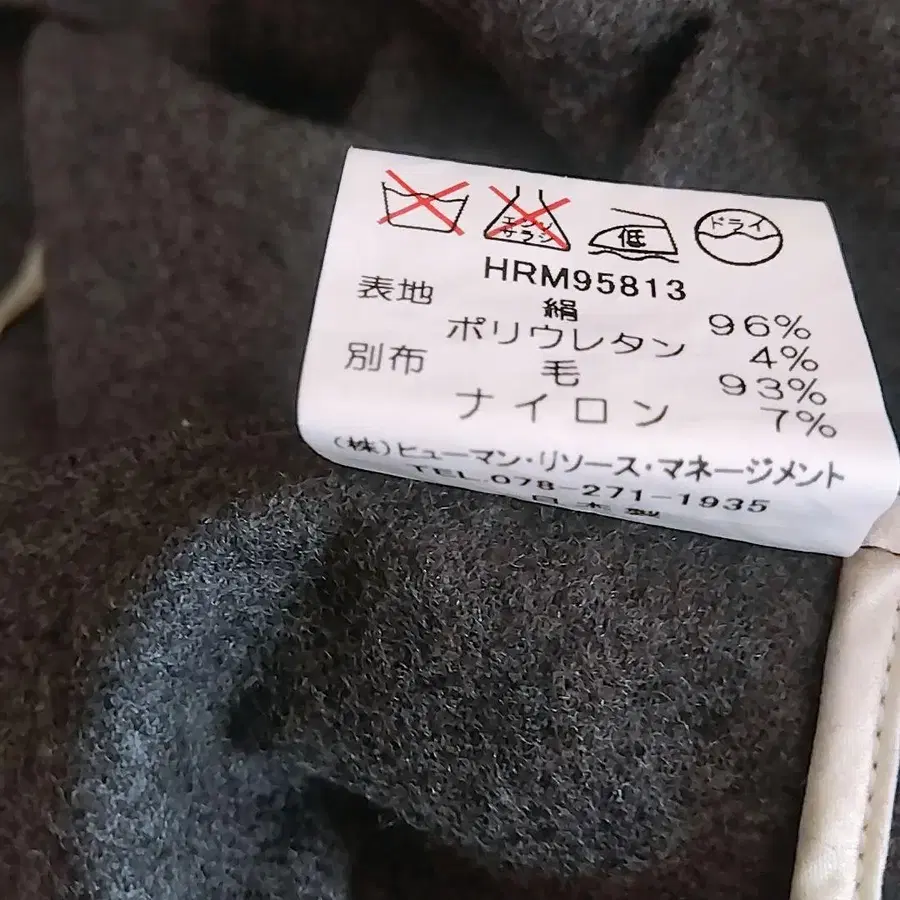 エンソ サラシ 低 ドライ
HRM95813
表地 絹 96%
ポリウレタン 4%
別布 毛 93%
ナイロン 7%
(株)ヒューマン・リソース・マネージメント
TEL.078-271-1935
日本製